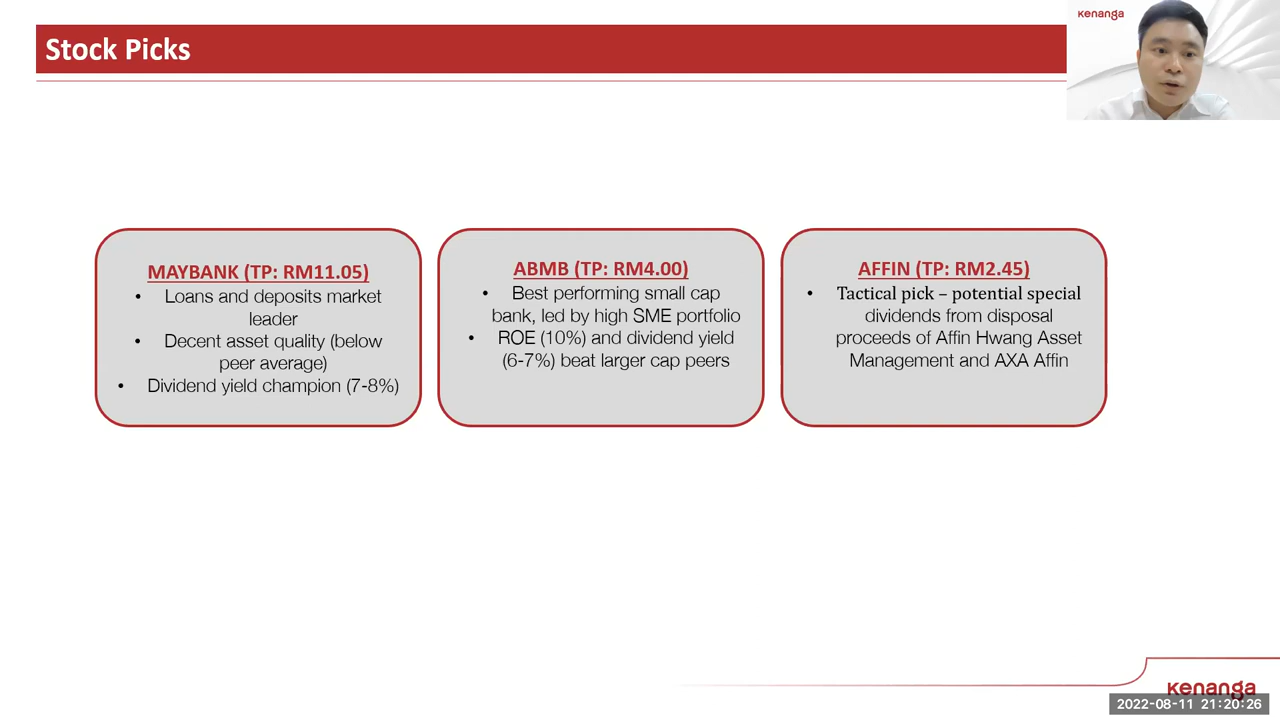 Stock Picks
kenanga
MAYBANK (TP: RM11.05)
• Loans and deposits market
leader
• Decent asset quality (below
peer average)
• Dividend yield champion (7-8%)
ABMB (TP: RM4.00)
• Best performing small cap
bank, led by high SME portfolio
• ROE (10%) and dividend yield
(6-7%) beat larger cap peers
AFFIN (TP: RM2.45)
• Tactical pick – potential special
dividends from disposal
proceeds of Affin Hwang Asset
Management and AXA Affin
kenanga
2022-08-11 21:20:26